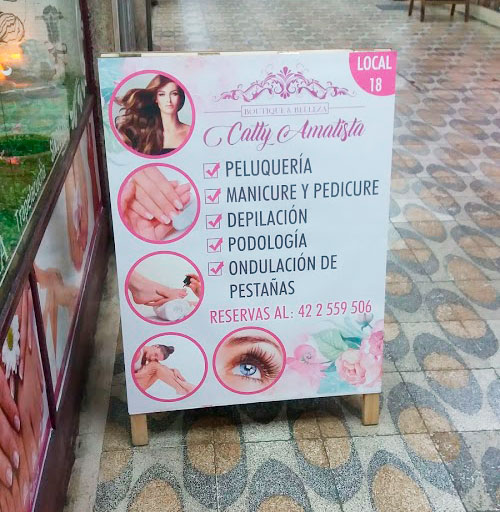 LOCAL
18
BOUTIQUE & BELLEZA
Catty Amatista
PELUQUERÍA
MANICURE Y PEDICURE
DEPILACIÓN
PODOLOGÍA
ONDULACIÓN DE
PESTAÑAS
RESERVAS AL: 42 2 559 506